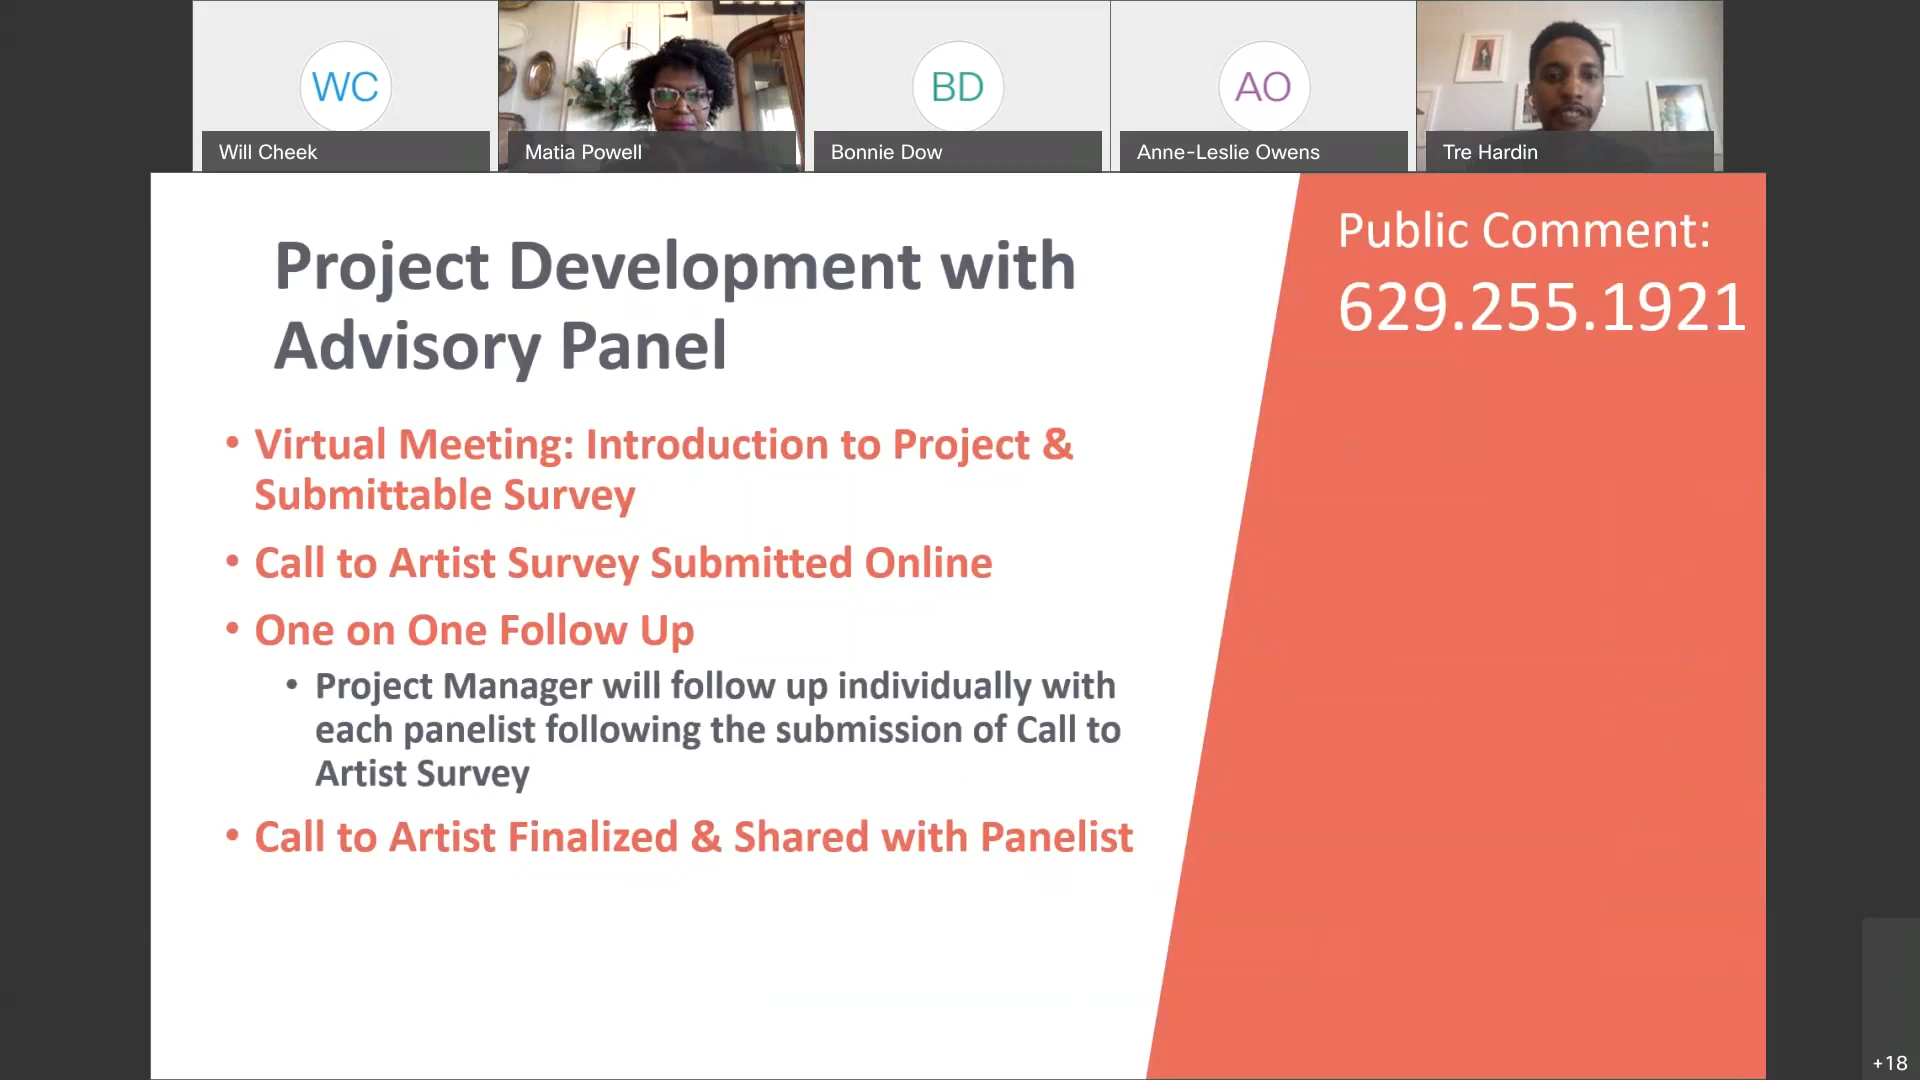 WC
BD
AO
Will Cheek
Matia Powell
Bonnie Dow
Anne-Leslie Owens
Tre Hardin
Project Development with
Advisory Panel
Public Comment:
629.255.1921
• Virtual Meeting: Introduction to Project &
Submittable Survey
• Call to Artist Survey Submitted Online
• One on One Follow Up
• Project Manager will follow up individually with
each panelist following the submission of Call to
Artist Survey
• Call to Artist Finalized & Shared with Panelist
+18